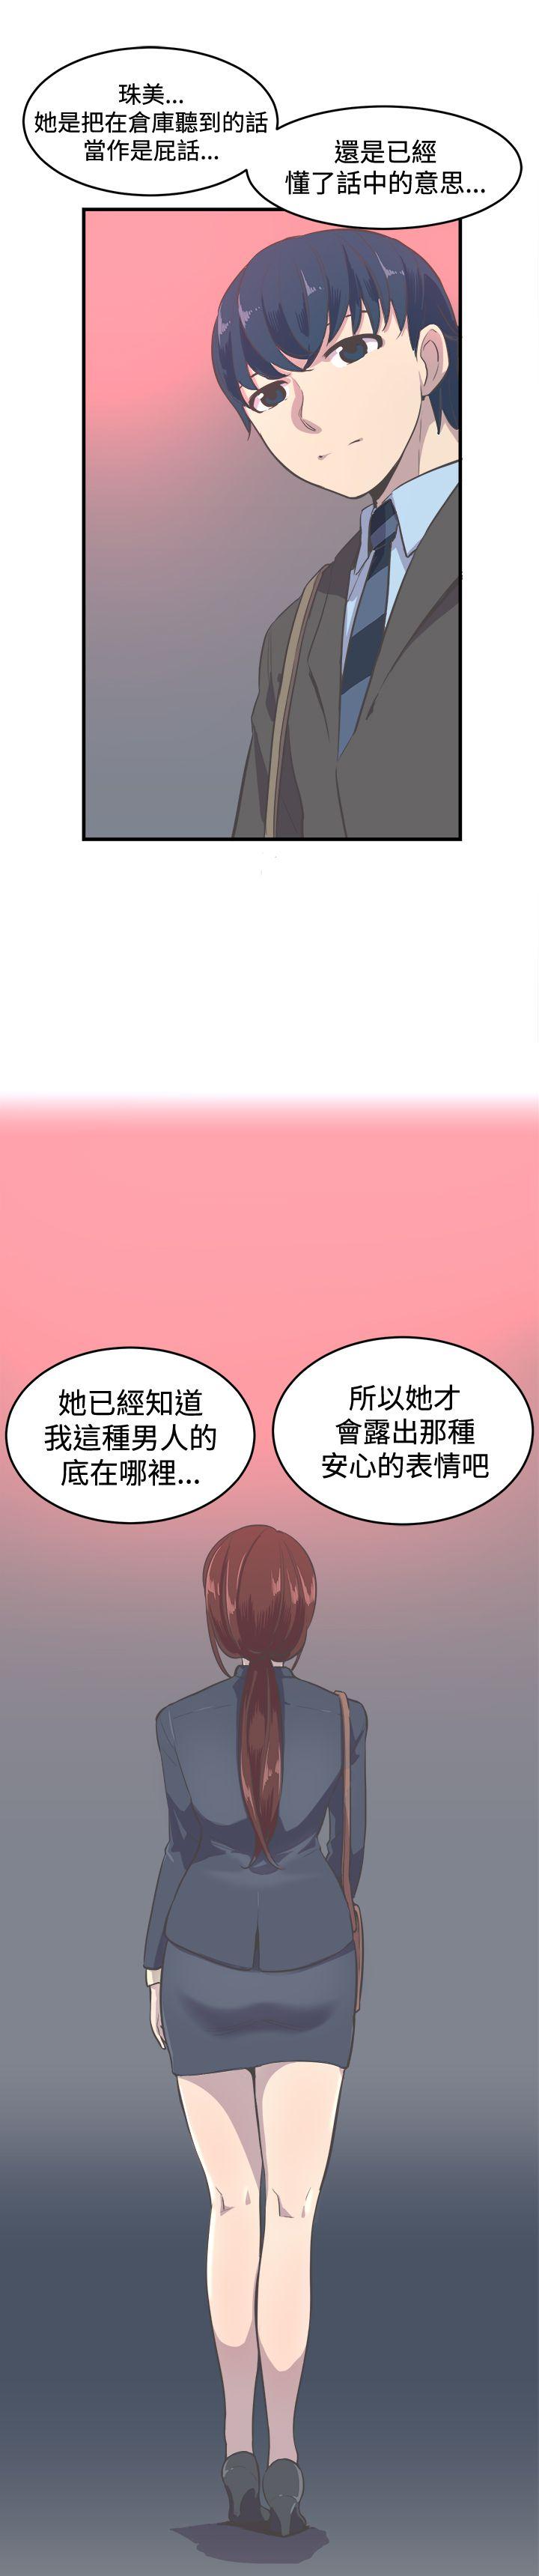 珠美...
她是把在倉庫聽到的話
當作是屁話...
還是已經
懂了話中的意思...
她已經知道
我這種男人的
底在哪裡...
所以她才
會露出那種
安心的表情吧